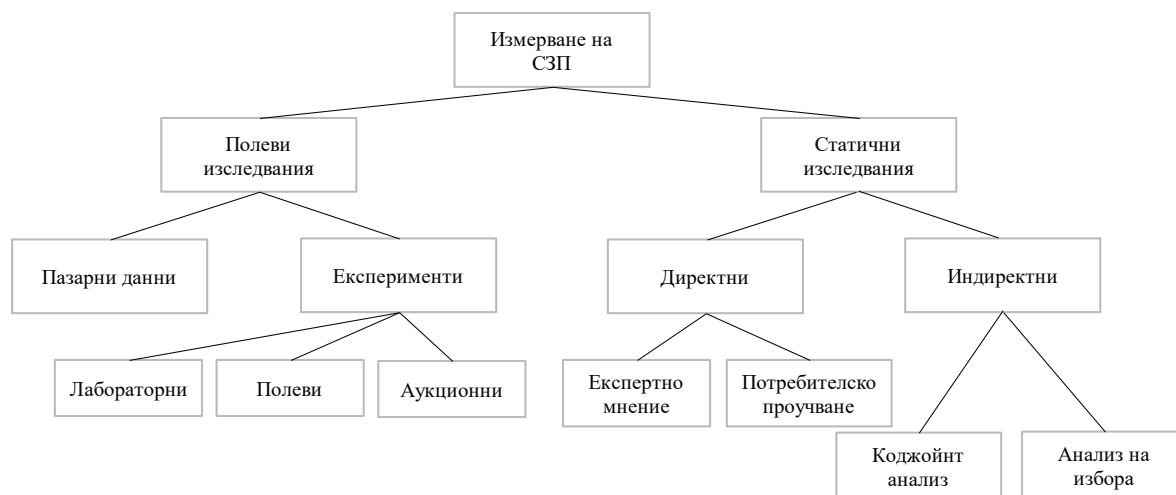 Измерване на
СЗП
Полеви
изследвания
Статични
изследвания
Пазарни данни
Експерименти
Директни
Индиректни
Лабораторни
Полеви
Аукционни
Експертно
мнение
Потребителско
проучване
Коджойнт
анализ
Анализ на
избора